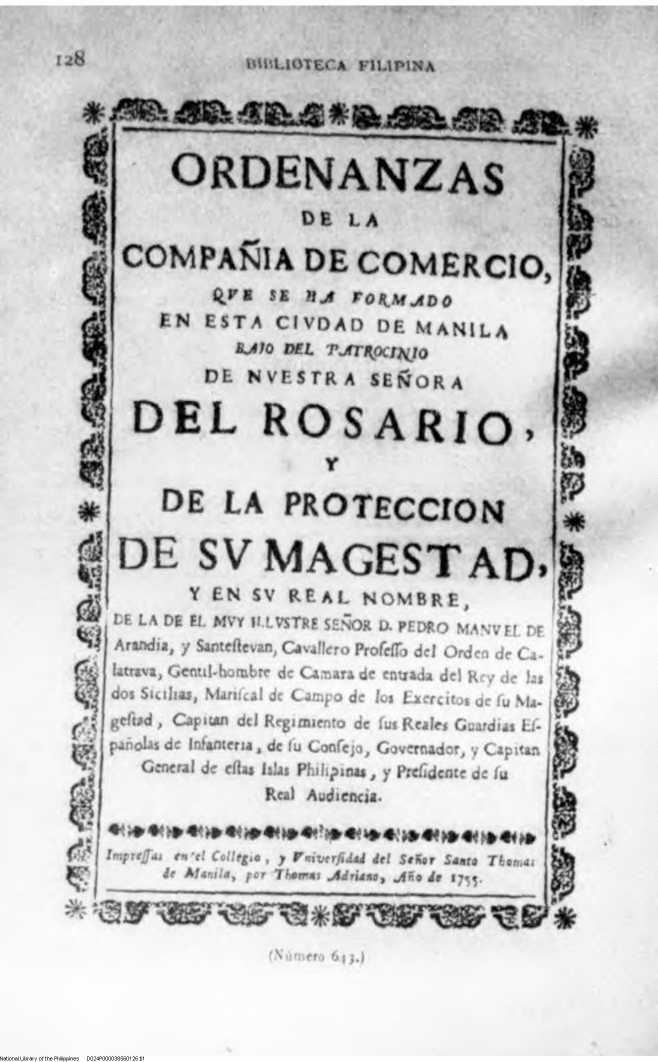 128
BIBLIOTECA FILIPINA
ORDENANZAS
DE LA
COMPAÑIA DE COMERCIO,
QVE SE HA FORMADO
EN ESTA CIVDAD DE MANILA
BAJO DEL PATROCINIO
DE NVESTRA SEÑORA
DEL ROSARIO,
Y
DE LA PROTECCION
DE SV MAGESTAD,
Y EN SV REAL NOMBRE,
DE LA DE EL MVY ILLVSTRE SEÑOR D. PEDRO MANVEL DE
Arandia, y Santeſtevan, Cavallero Profeſſo del Orden de Ca-
latrava, Gentil-hombre de Camara de entrada del Rey de las
dos Sicilias, Mariſcal de Campo de los Exercitos de ſu Ma-
geſtad, Capitan del Regimiento de ſus Reales Guardias Eſ-
pañolas de Infanteria, de ſu Conſejo, Governador, y Capitan
General de eſtas Islas Philipinas, y Preſidente de ſu
Real Audiencia.
Impreſſas en el Collegio, y Vniverſidad del Señor Santo Thomas
de Manila, por Thomas Adriano, Año de 1755.
(Número 643.)
National Library of the Philippines